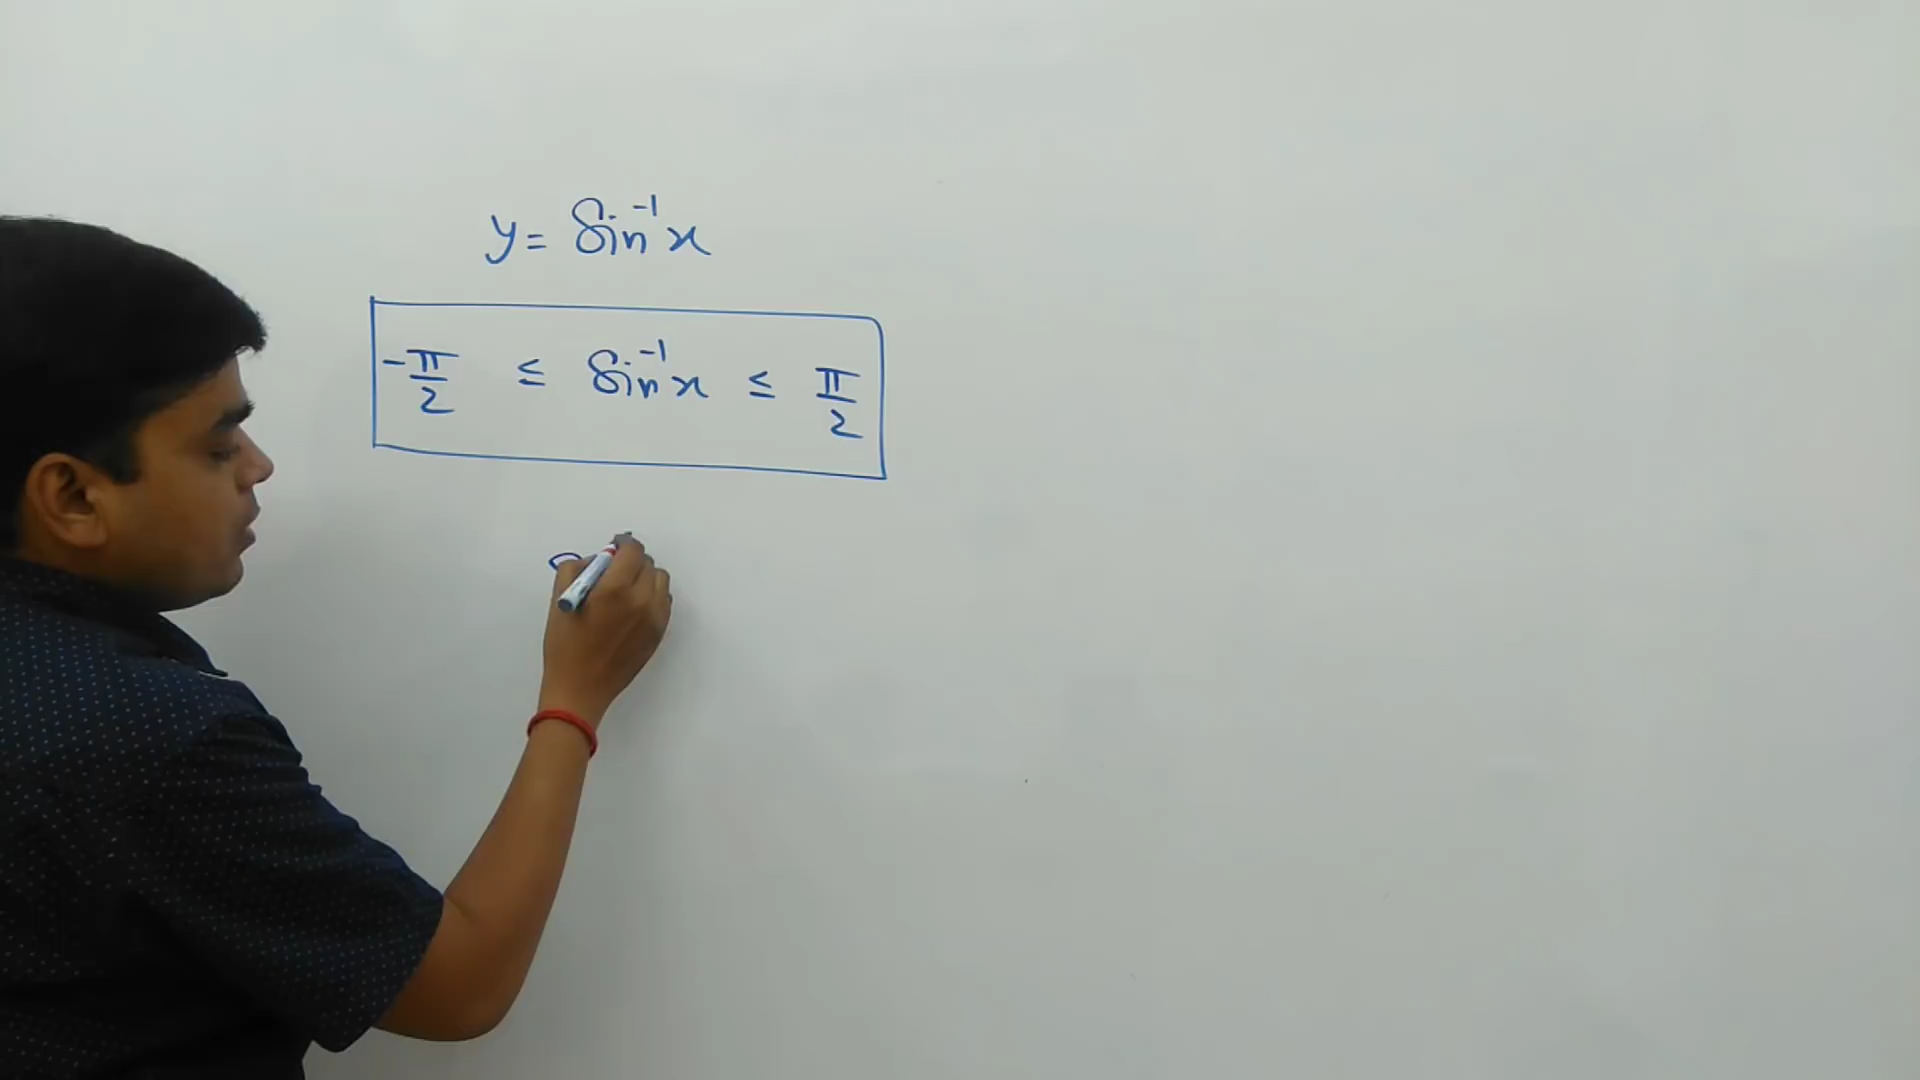 y = Sin⁻¹x
-π/2 ≤ Sin⁻¹x ≤ π/2